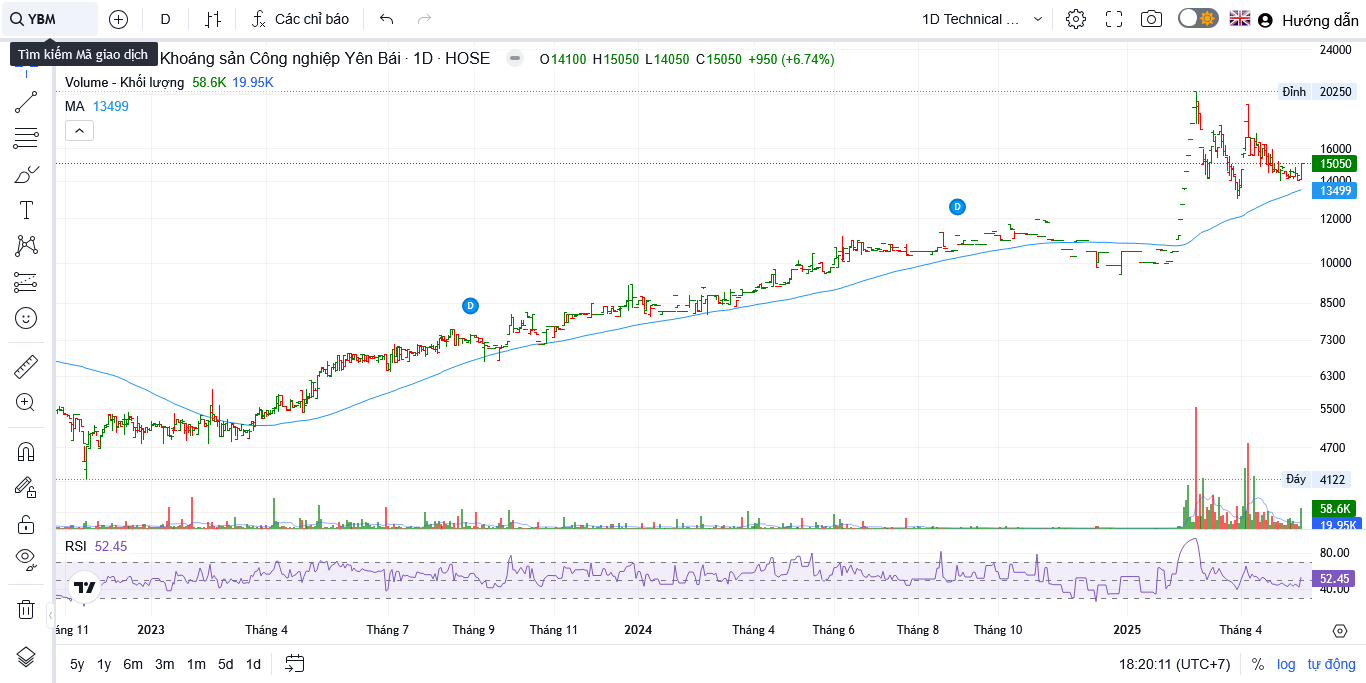 YBM D Các chỉ báo 1D Technical ... Hướng dẫn
Tìm kiếm Mã giao dịch Khoáng sản Công nghiệp Yên Bái · 1D · HOSE O14100 H15050 L14050 C15050 +950 (+6.74%)
Volume - Khối lượng 58.6K 19.95K
MA 13499
24000
Đỉnh 20250
16000
15050
14000
13499
12000
D
10000
D
8500
7300
6300
5500
4700
Đáy 4122
58.6K
19.95K
RSI 52.45
80.00
52.45
40.00
áng 11 2023 Tháng 4 Tháng 7 Tháng 9 Tháng 11 2024 Tháng 4 Tháng 6 Tháng 8 Tháng 10 2025 Tháng 4
5y 1y 6m 3m 1m 5d 1d 18:20:11 (UTC+7) % log tự động